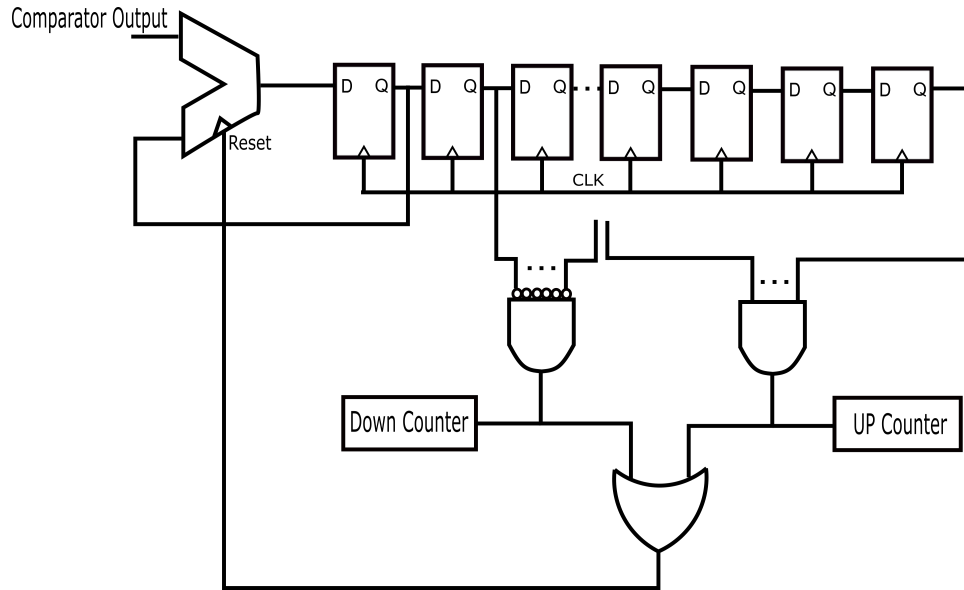 Comparator Output
D Q D Q D Q D Q D Q D Q D Q
Reset
CLK
Down Counter
UP Counter